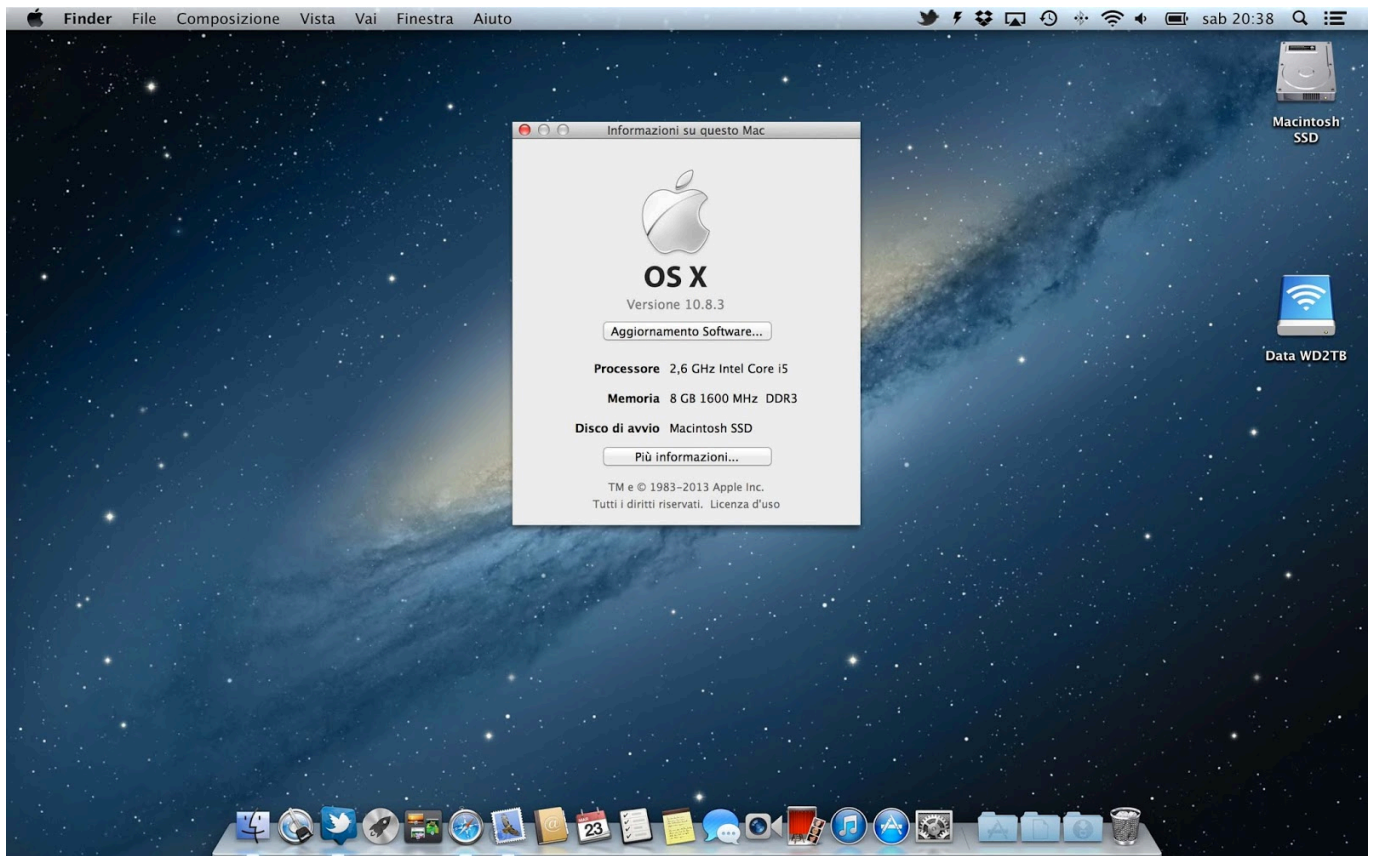 Finder File Composizione Vista Vai Finestra Aiuto sab 20:38
Macintosh
SSD
Informazioni su questo Mac
OS X
Versione 10.8.3
Aggiornamento Software...
Data WD2TB
Processore 2,6 GHz Intel Core i5
Memoria 8 GB 1600 MHz DDR3
Disco di avvio Macintosh SSD
Più informazioni...
TM e © 1983-2013 Apple Inc.
Tutti i diritti riservati. Licenza d'uso
23